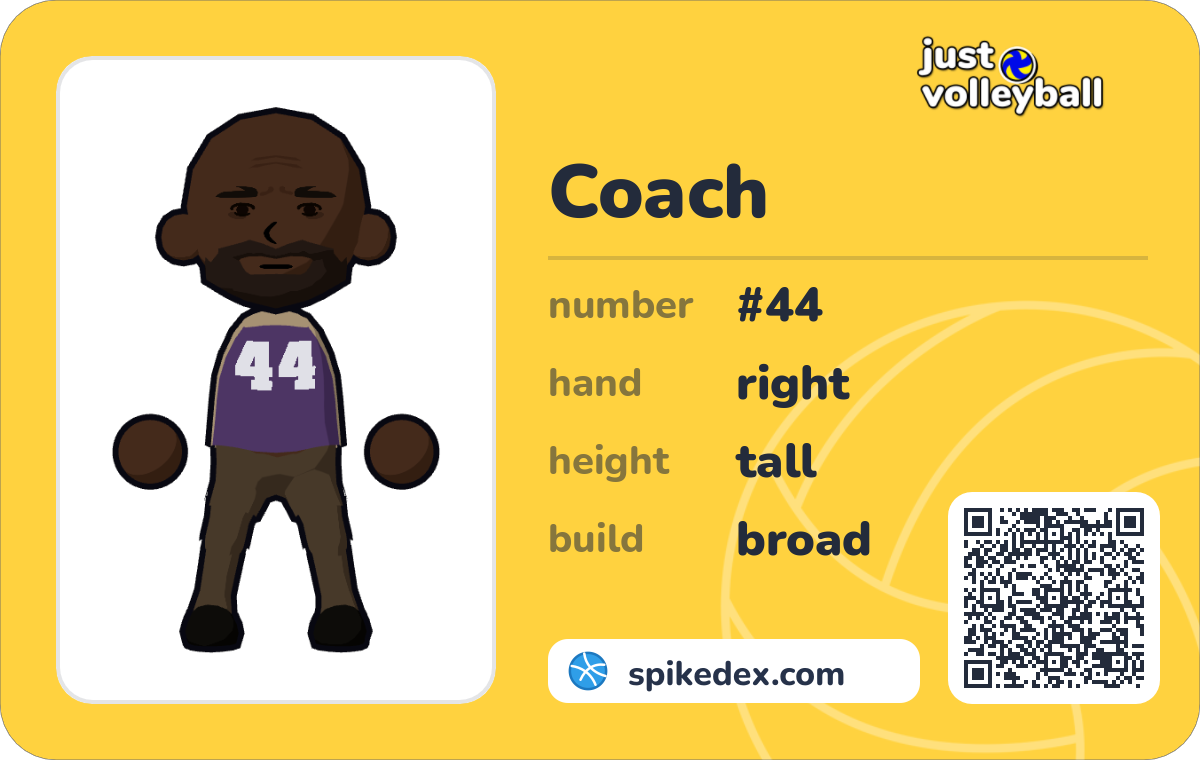 just
volleyball
Coach
number #44
hand right
height tall
build broad
44
spikedex.com